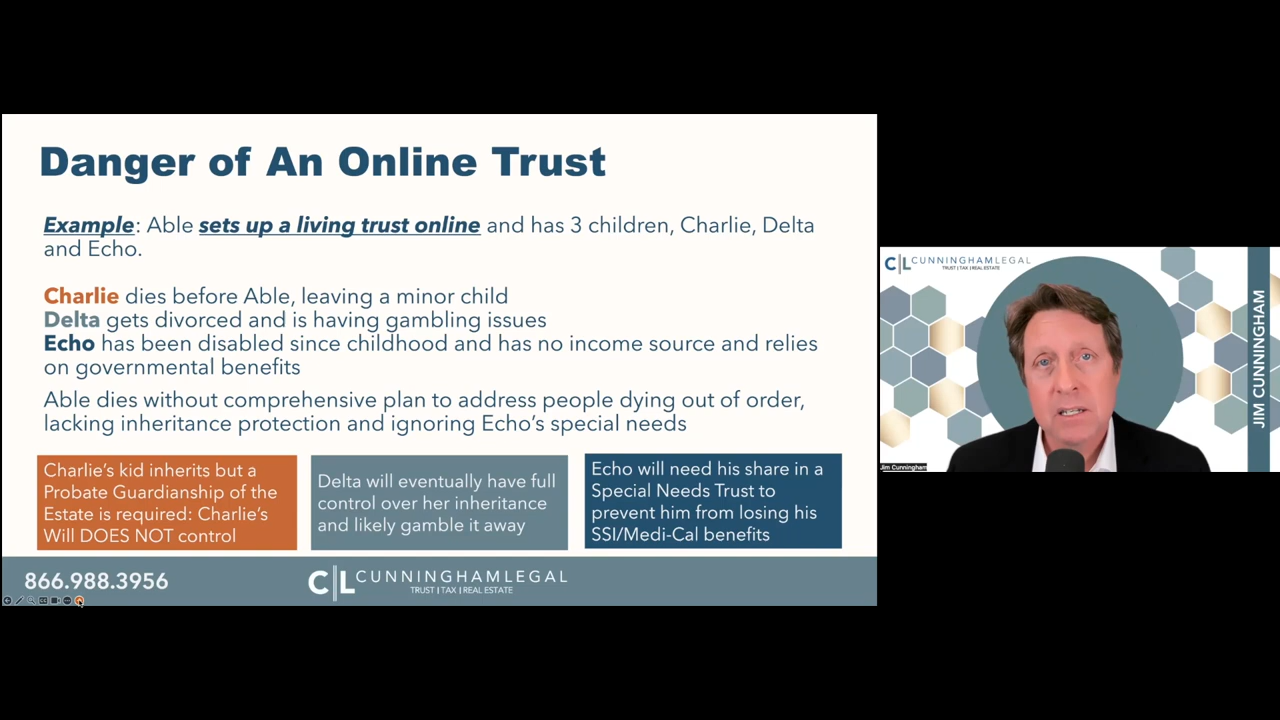 Danger of An Online Trust
Example: Able sets up a living trust online and has 3 children, Charlie, Delta
and Echo.
Charlie dies before Able, leaving a minor child
Delta gets divorced and is having gambling issues
Echo has been disabled since childhood and has no income source and relies
on governmental benefits
Able dies without comprehensive plan to address people dying out of order,
lacking inheritance protection and ignoring Echo's special needs
Charlie's kid inherits but a
Probate Guardianship of the
Estate is required: Charlie's
Will DOES NOT control
Delta will eventually have full
control over her inheritance
and likely gamble it away
Echo will need his share in a
Special Needs Trust to
prevent him from losing his
SSI/Medi-Cal benefits
866.988.3956
CL CUNNINGHAMLEGAL
TRUST | TAX | REAL ESTATE
CL CUNNINGHAMLEGAL
TRUST | TAX | REAL ESTATE
JIM CUNNINGHAM
Jim Cunningham